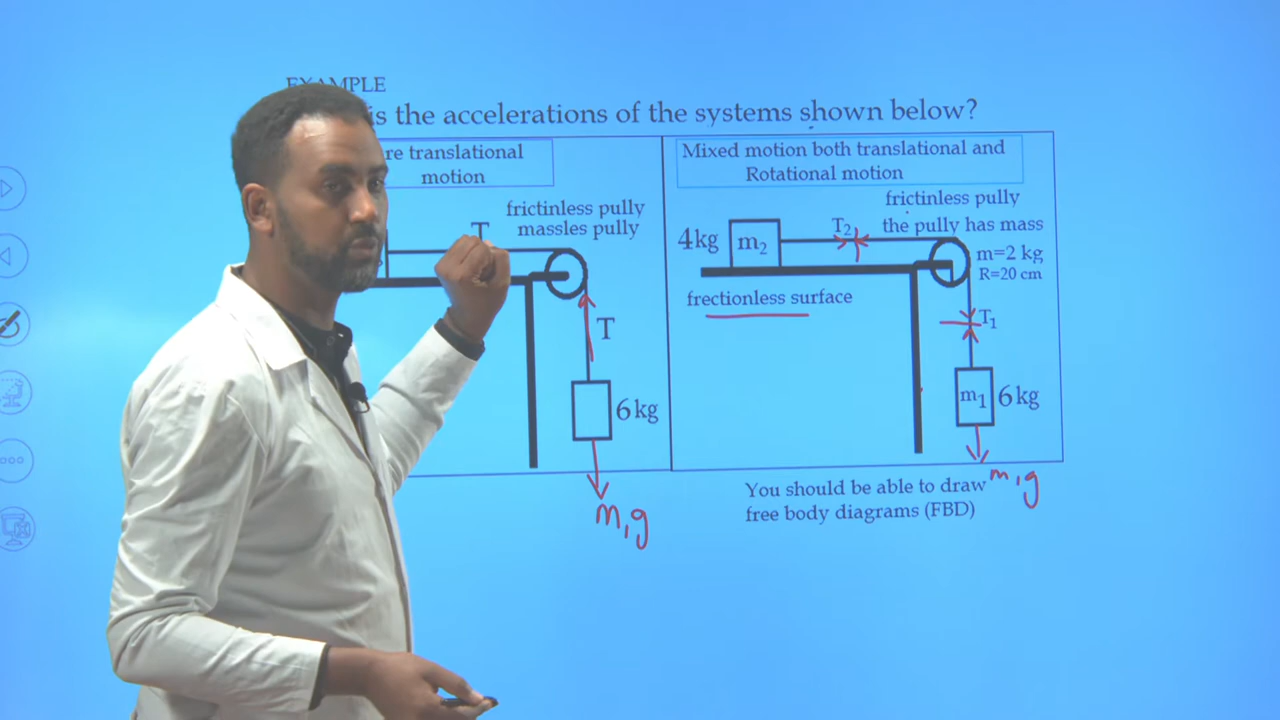 EXAMPLE
is the accelerations of the systems shown below?
re translational
motion
frictinless pully
massles pully
T
T
6kg
m₁g
Mixed motion both translational and
Rotational motion
frictinless pully
the pully has mass
4kg
m₂
T₂
m=2 kg
R=20 cm
frectionless surface
T₁
m₁
6kg
m₁g
You should be able to draw
free body diagrams (FBD)